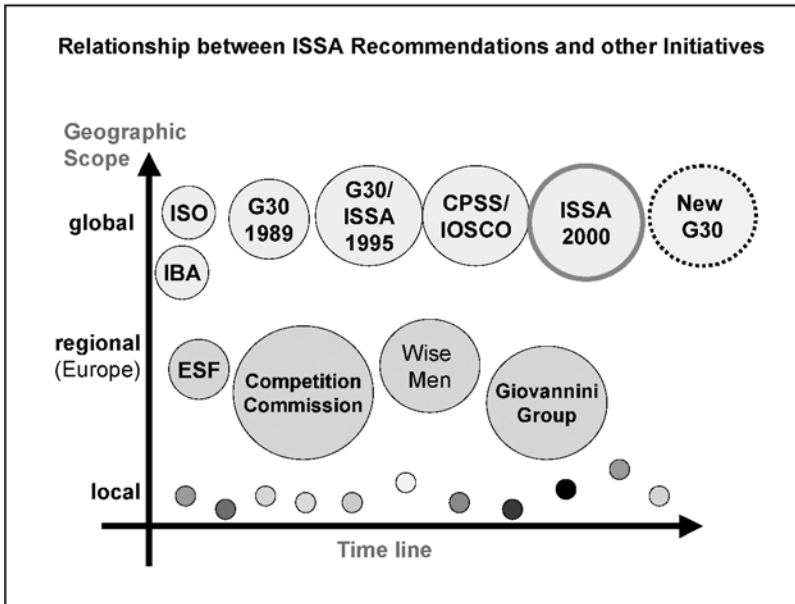 Relationship between ISSA Recommendations and other Initiatives
Geographic
Scope
global
ISO
IBA
G30
1989
G30/
ISSA
1995
CPSS/
IOSCO
ISSA
2000
New
G30
regional
(Europe)
ESF
Competition
Commission
Wise
Men
Giovannini
Group
local
Time line